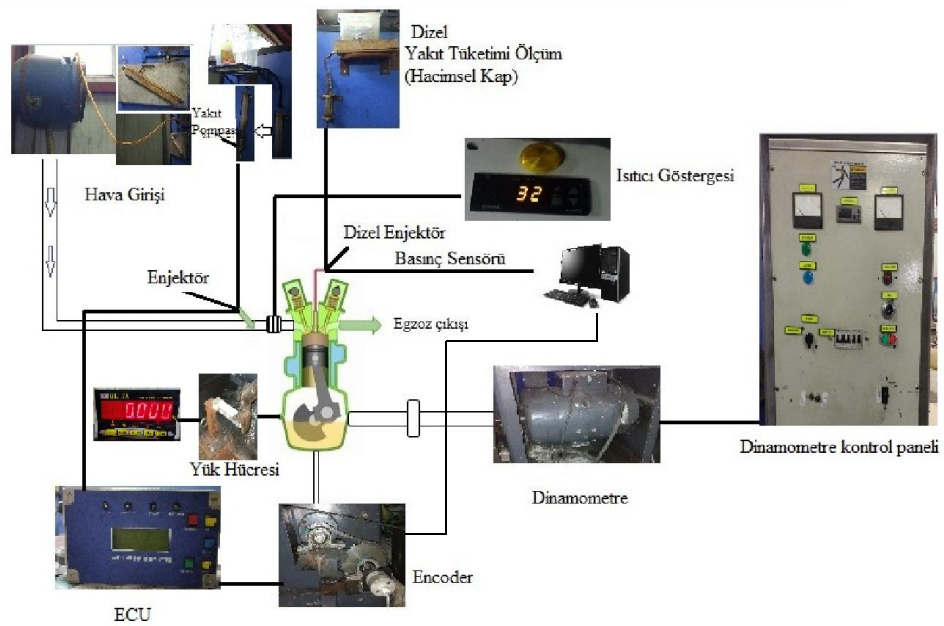 Dizel
Yakıt Tüketimi Ölçüm
(Hacimsel Kap)
Yakıt
Pompası
Hava Girişi
32
Isıtıcı Göstergesi
Dizel Enjektör
Basınç Sensörü
Enjektör
Egzoz çıkışı
Yük Hücresi
Dinamometre kontrol paneli
Dinamometre
Encoder
ECU